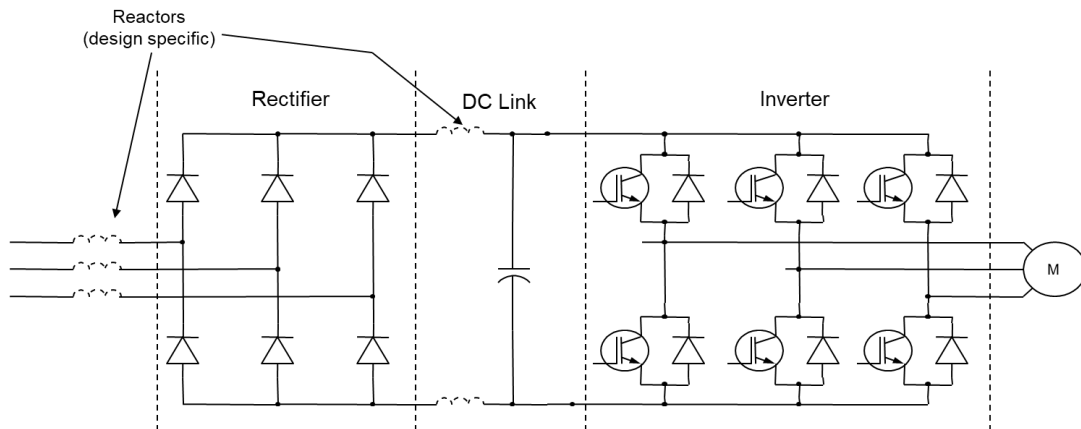 Reactors
(design specific)
Rectifier
DC Link
Inverter
M